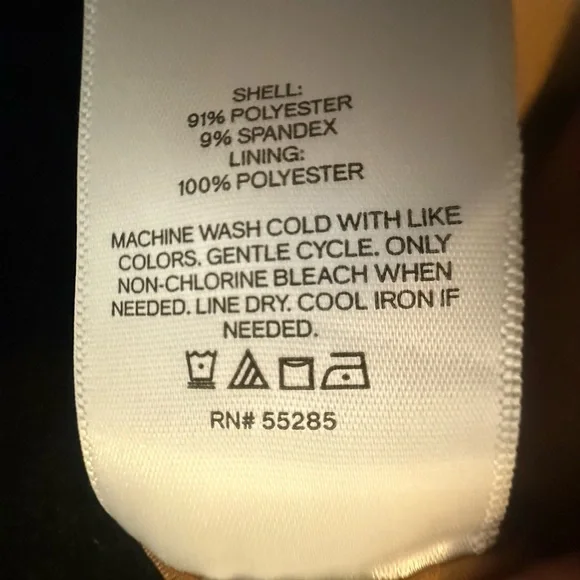 SHELL:
91% POLYESTER
9% SPANDEX
LINING:
100% POLYESTER
MACHINE WASH COLD WITH LIKE
COLORS. GENTLE CYCLE. ONLY
NON-CHLORINE BLEACH WHEN
NEEDED. LINE DRY. COOL IRON IF
NEEDED.
RN# 55285